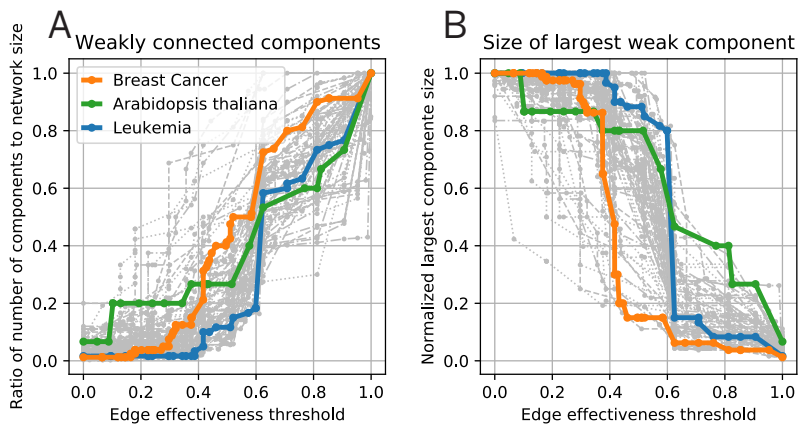 A
Weakly connected components
Ratio of number of components to network size
1.0
0.8
0.6
0.4
0.2
0.0
Breast Cancer
Arabidopsis thaliana
Leukemia
0.0 0.2 0.4 0.6 0.8 1.0
Edge effectiveness threshold
B
Size of largest weak component
Normalized largest componente size
1.0
0.8
0.6
0.4
0.2
0.0
0.0 0.2 0.4 0.6 0.8 1.0
Edge effectiveness threshold